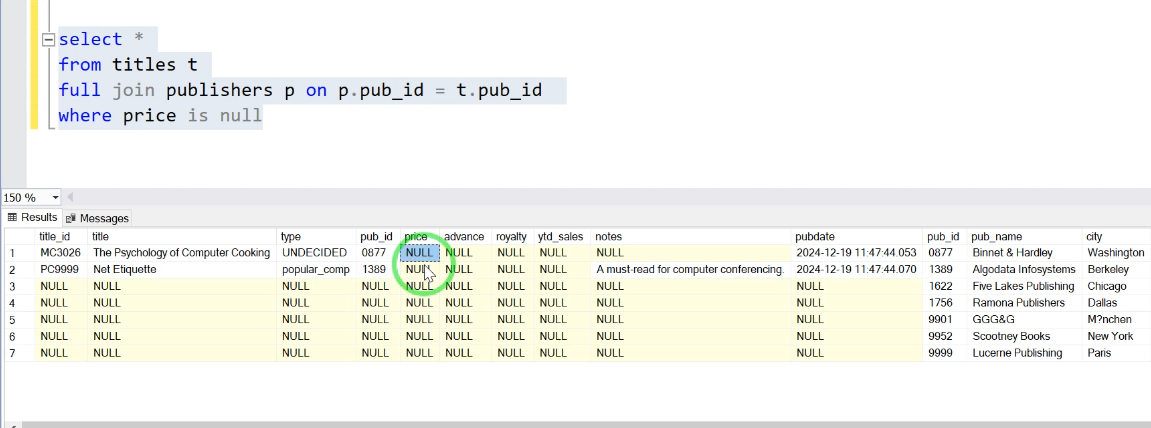 select *
from titles t
full join publishers p on p.pub_id = t.pub_id
where price is null
150 %
Results Messages
title_id title type pub_id price advance royalty ytd_sales notes pubdate pub_id pub_name city
1 MC3026 The Psychology of Computer Cooking UNDECIDED 0877 NULL NULL NULL NULL NULL 2024-12-19 11:47:44.053 0877 Binnet & Hardley Washington
2 PC9999 Net Etiquette popular_comp 1389 NULL NULL NULL NULL A must-read for computer conferencing. 2024-12-19 11:47:44.070 1389 Algodata Infosystems Berkeley
3 NULL NULL NULL NULL NULL NULL NULL NULL NULL NULL 1622 Five Lakes Publishing Chicago
4 NULL NULL NULL NULL NULL NULL NULL NULL NULL NULL 1756 Ramona Publishers Dallas
5 NULL NULL NULL NULL NULL NULL NULL NULL NULL NULL 9901 GGG&G M?nchen
6 NULL NULL NULL NULL NULL NULL NULL NULL NULL NULL 9952 Scootney Books New York
7 NULL NULL NULL NULL NULL NULL NULL NULL NULL NULL 9999 Lucerne Publishing Paris